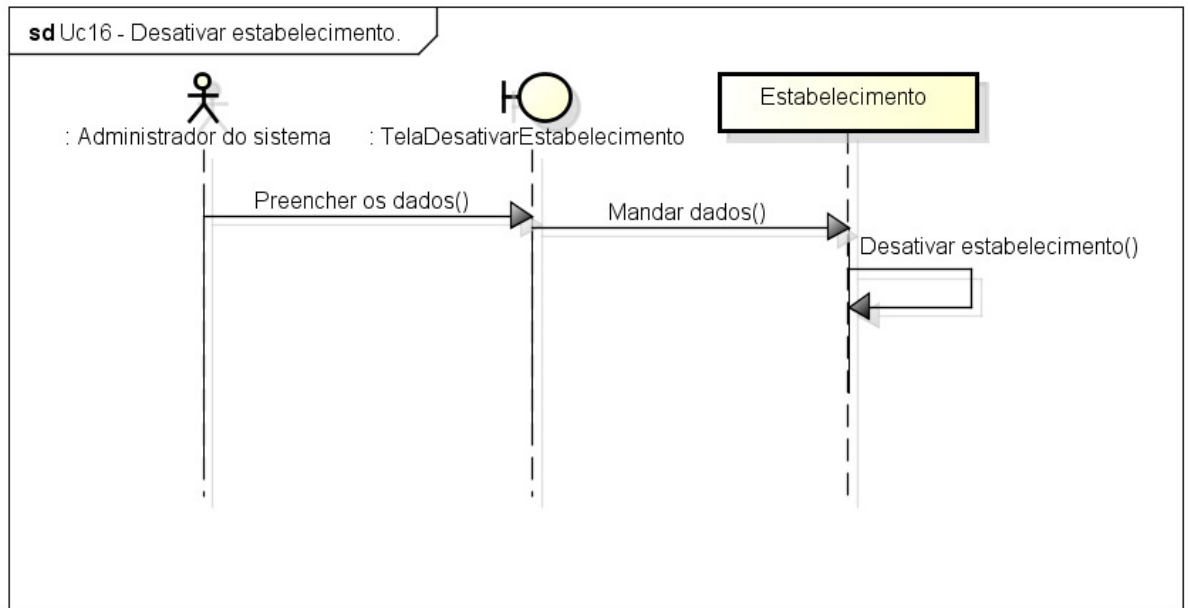 sd Uc16 - Desativar estabelecimento.
: Administrador do sistema
: TelaDesativarEstabelecimento
Estabelecimento
Preencher os dados()
Mandar dados()
Desativar estabelecimento()